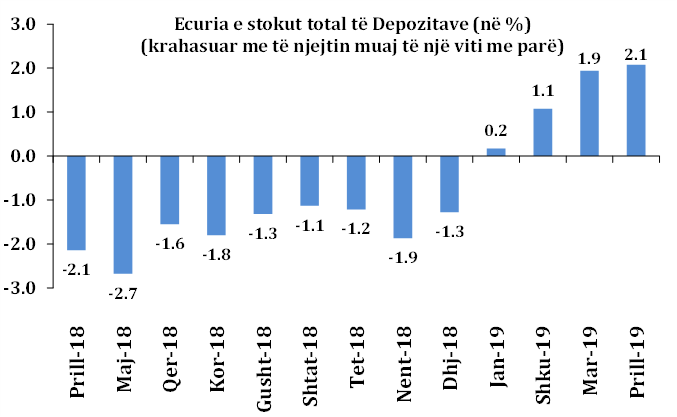 Ecuria e stokut total të Depozitave (në %)
(krahasuar me të njejtin muaj të një viti me parë)
3.0
2.0
1.0
0.0
-1.0
-2.0
-3.0
-2.1
-2.7
-1.6
-1.8
-1.3
-1.1
-1.2
-1.9
-1.3
0.2
1.1
1.9
2.1
Prill-18
Maj-18
Qer-18
Kor-18
Gusht-18
Shtat-18
Tet-18
Nent-18
Dhj-18
Jan-19
Shku-19
Mar-19
Prill-19